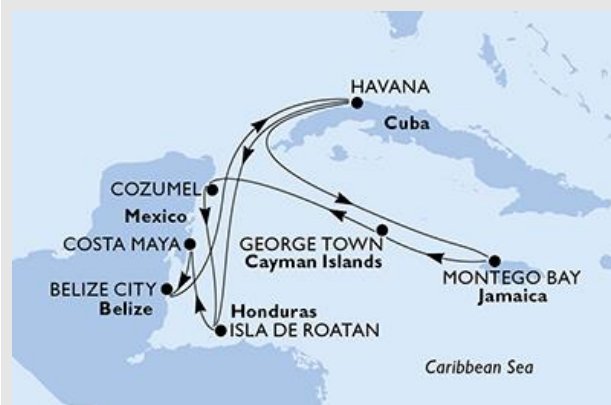 HAVANA
Cuba
COZUMEL
Mexico
COSTA MAYA
GEORGE TOWN
Cayman Islands
BELIZE CITY
Belize
MONTEGO BAY
Jamaica
Honduras
ISLA DE ROATAN
Caribbean Sea